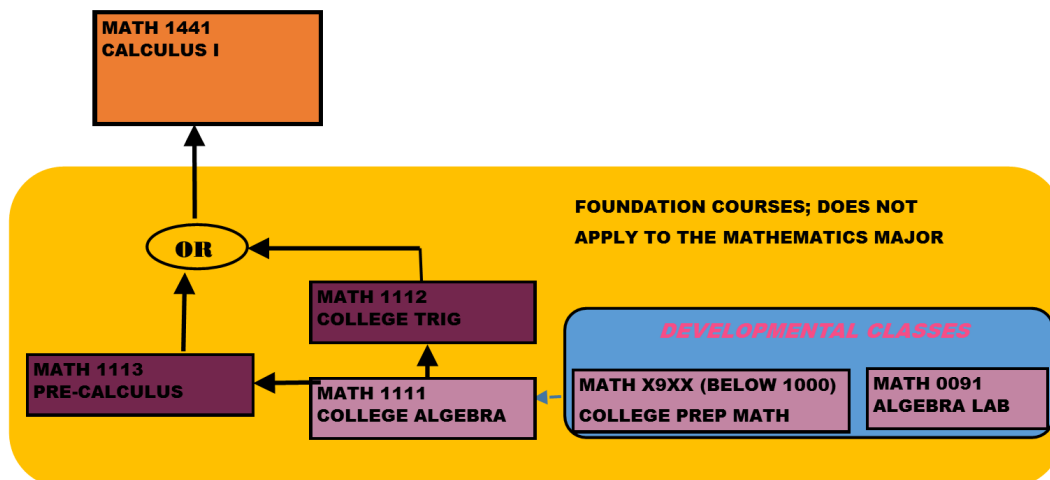 MATH 1441
CALCULUS I
FOUNDATION COURSES; DOES NOT
APPLY TO THE MATHEMATICS MAJOR
OR
MATH 1112
COLLEGE TRIG
DEVELOPMENTAL CLASSES
MATH 1113
PRE-CALCULUS
MATH 1111
COLLEGE ALGEBRA
MATH X9XX (BELOW 1000)
COLLEGE PREP MATH
MATH 0091
ALGEBRA LAB